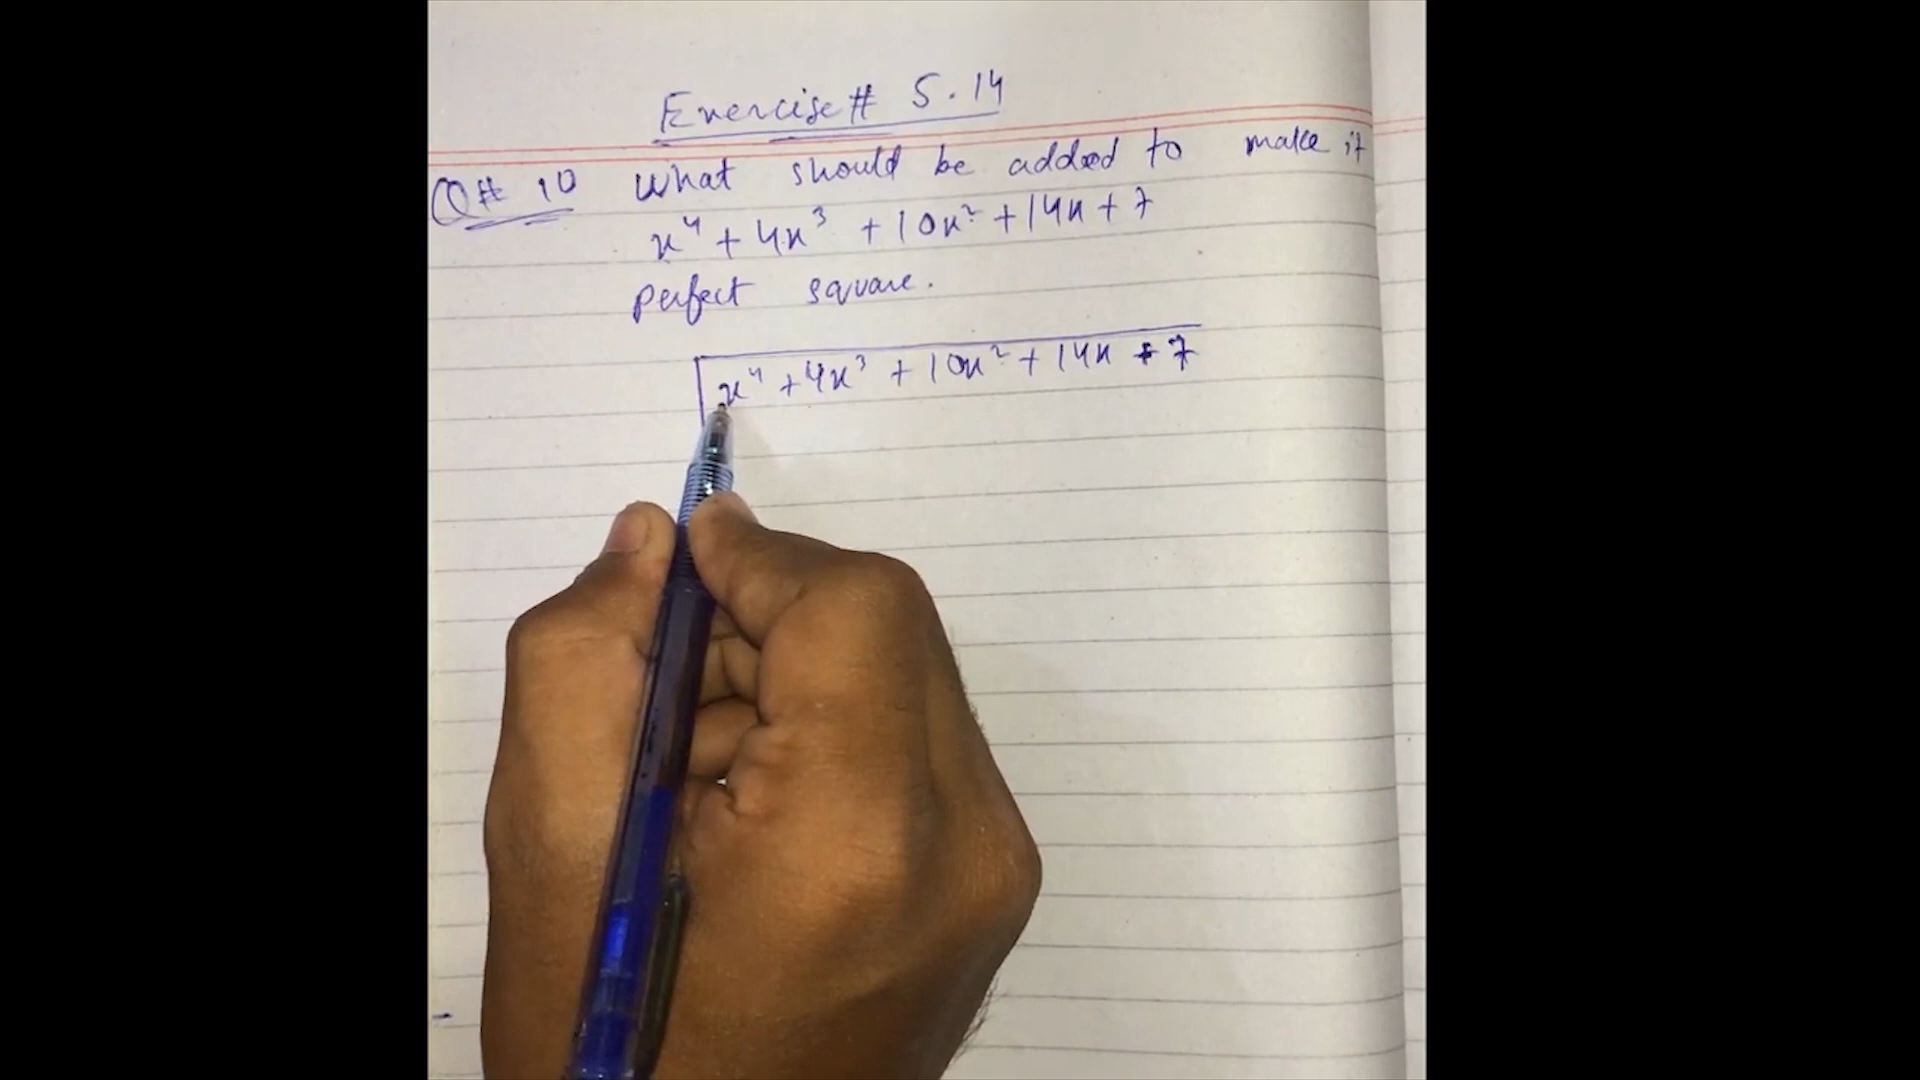 Exercise# 5.14
Q# 10 What should be added to make it
x⁴ + 4x³ + 10x² + 14x + 7
perfect square.
x⁴ + 4x³ + 10x² + 14x + 7